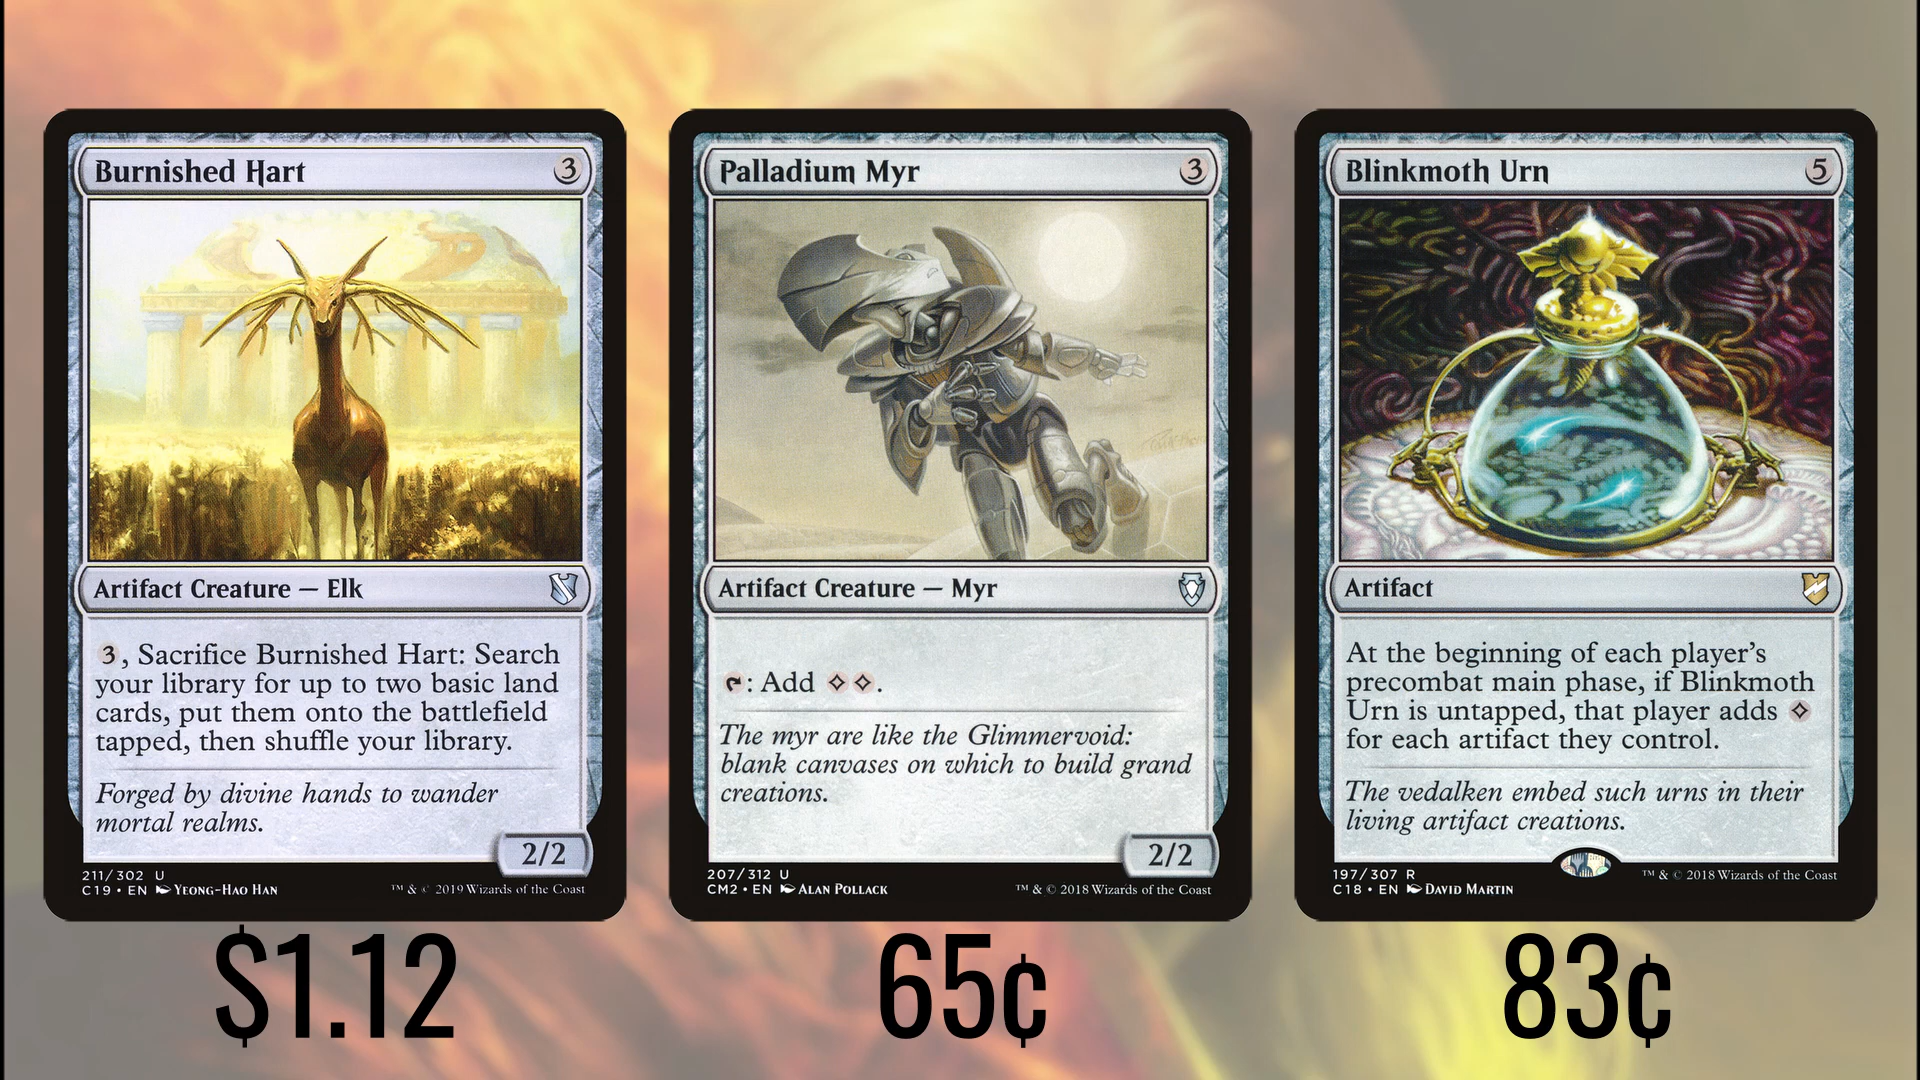 Burnished Hart 3
Artifact Creature — Elk
3, Sacrifice Burnished Hart: Search
your library for up to two basic land
cards, put them onto the battlefield
tapped, then shuffle your library.
Forged by divine hands to wander
mortal realms.
2/2
211/302 U
C19 • EN Yeong-Hao Han ™ & © 2019 Wizards of the Coast
$1.12
Palladium Myr 3
Artifact Creature — Myr
: Add .
The myr are like the Glimmervoid:
blank canvases on which to build grand
creations.
2/2
207/312 U
CM2 • EN Alan Pollack ™ & © 2018 Wizards of the Coast
65¢
Blinkmoth Urn 5
Artifact
At the beginning of each player's
precombat main phase, if Blinkmoth
Urn is untapped, that player adds
for each artifact they control.
The vedalken embed such urns in their
living artifact creations.
197/307 R ™ & © 2018 Wizards of the Coast
C18 • EN David Martin
83¢